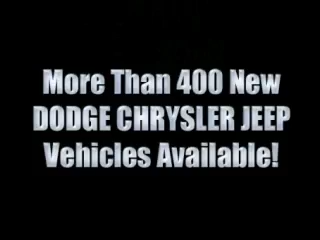 More Than 400 New
DODGE CHRYSLER JEEP
Vehicles Available!